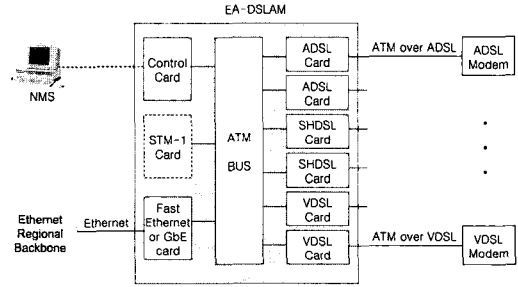 EA-DSLAM
NMS
Control
Card
STM-1
Card
Ethernet
Regional
Backbone
Ethernet
Fast
Ethernet
or GbE
card
ATM
BUS
ADSL
Card
ADSL
Card
SHDSL
Card
SHDSL
Card
VDSL
Card
VDSL
Card
ATM over ADSL
ADSL
Modem
ATM over VDSL
VDSL
Modem